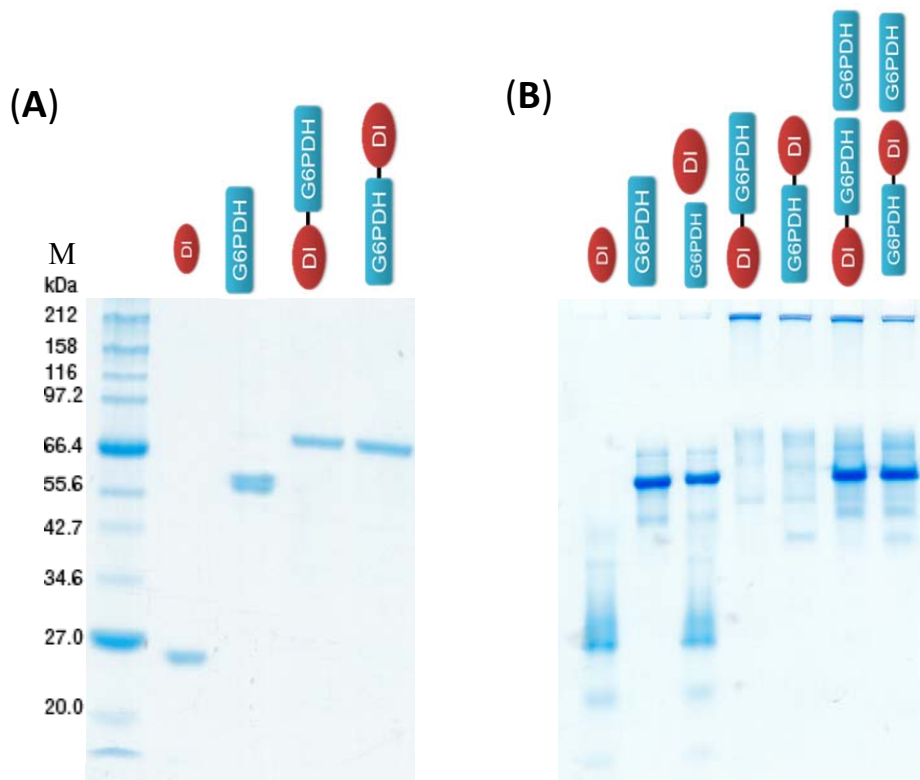 (A)
M
kDa
212
158
116
97.2
66.4
55.6
42.7
34.6
27.0
20.0
DI
G6PDH
G6PDH
DI
DI
G6PDH
(B)
DI
G6PDH
DI
G6PDH
G6PDH
DI
DI
G6PDH
G6PDH
G6PDH
DI
G6PDH
DI
G6PDH